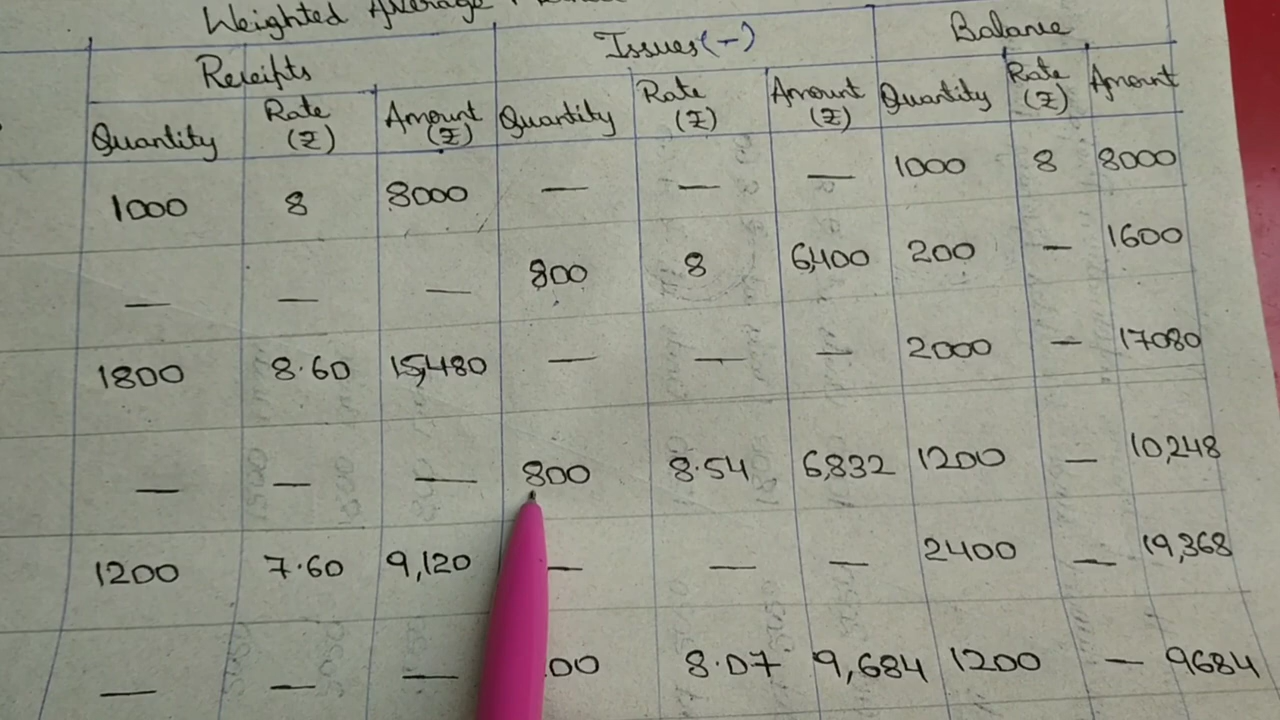 Weighted Average
Receipts Issues(-) Balance
Quantity Rate (₹) Amount (₹) Quantity Rate (₹) Amount (₹) Quantity Rate (₹) Amount
1000 8 8000 — — — 1000 8 8000
— — — 800 8 6,400 200 — 1600
1800 8.60 15,480 — — — 2000 — 17080
— — — 800 8.54 6,832 1200 — 10,248
1200 7.60 9,120 — — — 2400 — 19,368
— — — 00 8.07 9,684 1200 — 9684